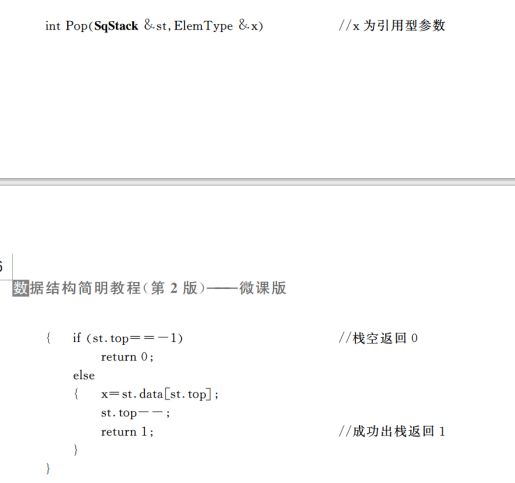 int Pop(SqStack &st,ElemType &x) //x 为引用型参数
数据结构简明教程(第 2 版)——微课版
{ if (st.top==-1) //栈空返回 0
return 0;
else
{ x=st.data[st.top];
st.top--;
return 1; //成功出栈返回 1
}
}